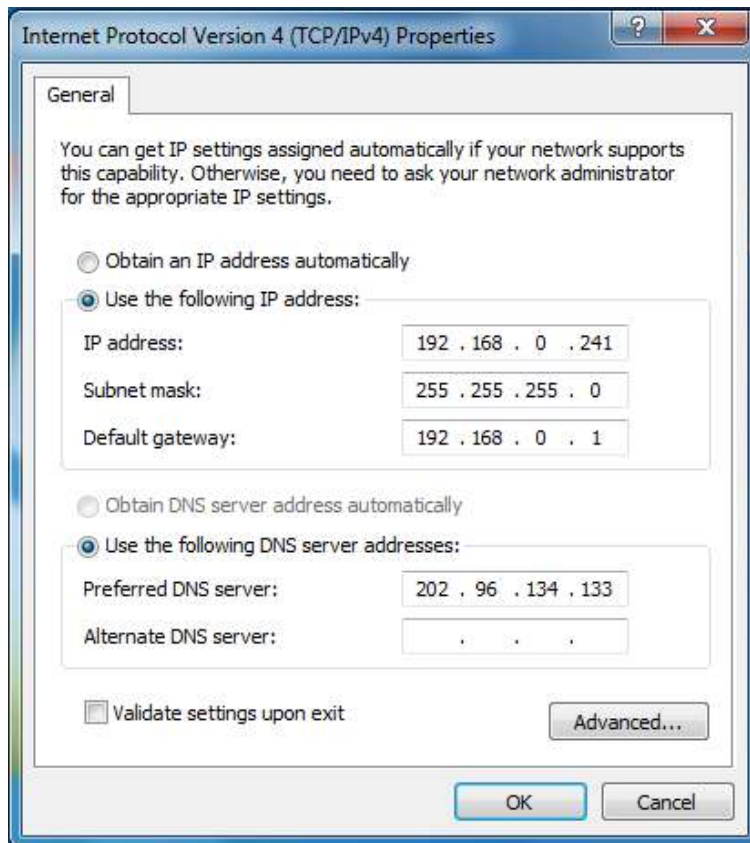 Internet Protocol Version 4 (TCP/IPv4) Properties
General
You can get IP settings assigned automatically if your network supports
this capability. Otherwise, you need to ask your network administrator
for the appropriate IP settings.
Obtain an IP address automatically
Use the following IP address:
IP address: 192 . 168 . 0 . 241
Subnet mask: 255 . 255 . 255 . 0
Default gateway: 192 . 168 . 0 . 1
Obtain DNS server address automatically
Use the following DNS server addresses:
Preferred DNS server: 202 . 96 . 134 . 133
Alternate DNS server: . . .
Validate settings upon exit
Advanced...
OK Cancel